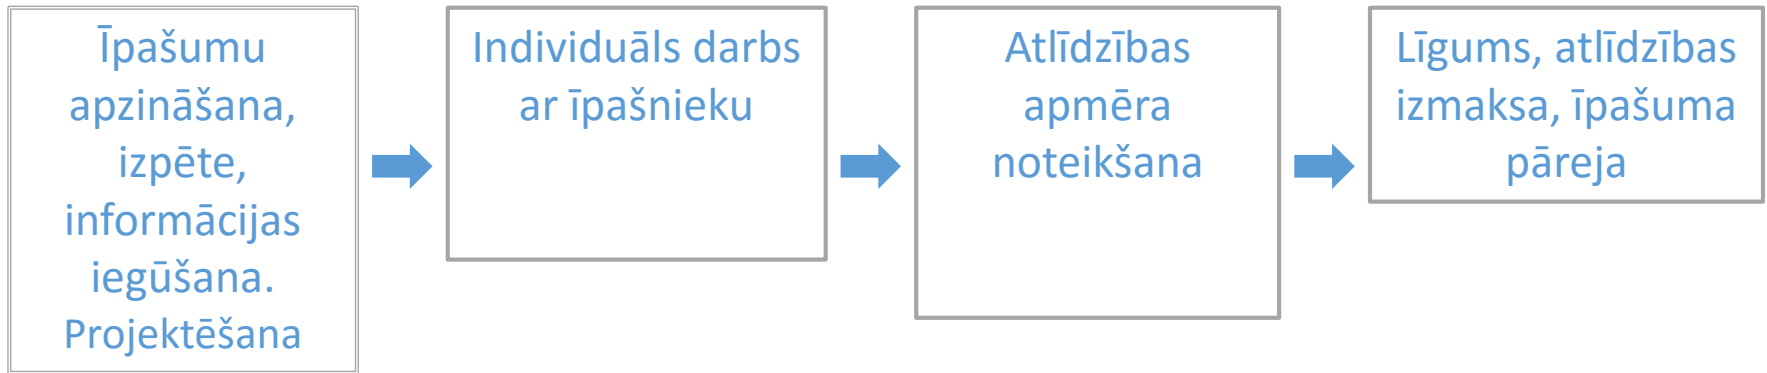 Īpašumu
apzināšana,
izpēte,
informācijas
iegūšana.
Projektēšana
Individuāls darbs
ar īpašnieku
Atlīdzības
apmēra
noteikšana
Līgums, atlīdzības
izmaksa, īpašuma
pāreja